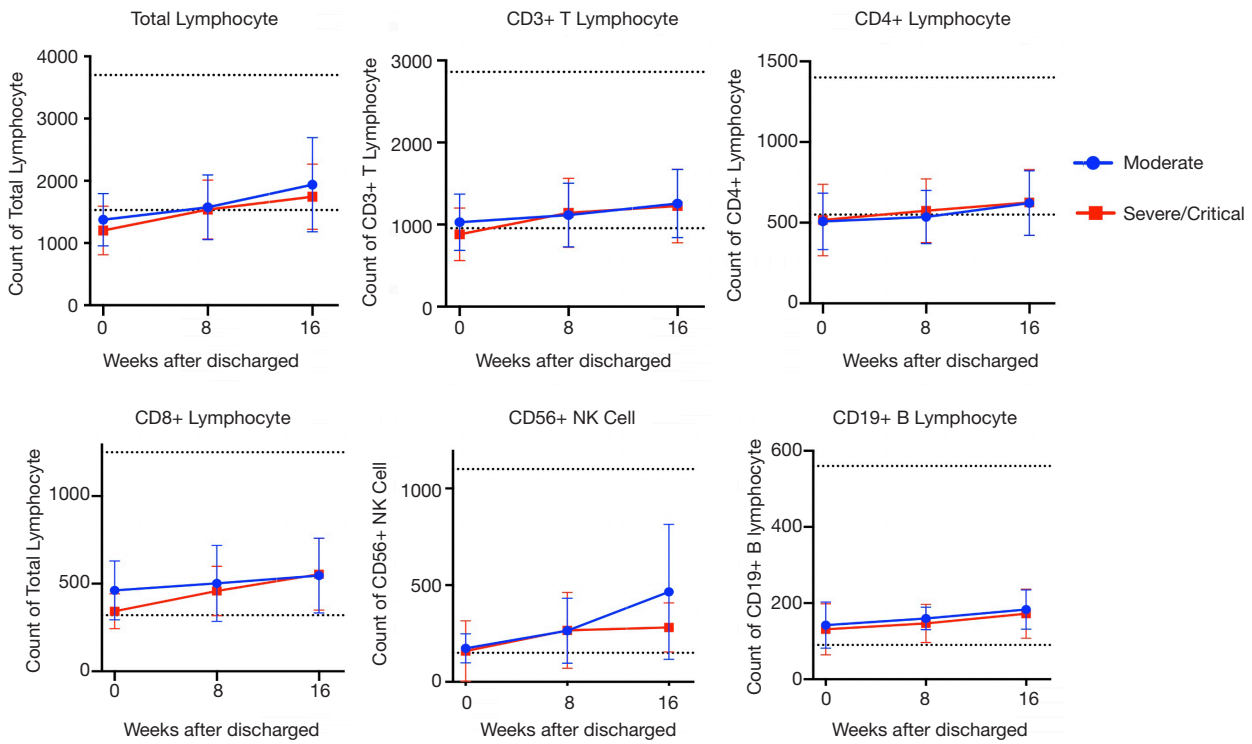 Total Lymphocyte
CD3+ T Lymphocyte
CD4+ Lymphocyte
Count of Total Lymphocyte
4000
3000
2000
1000
0
0 8 16
Weeks after discharged
Count of CD3+ T Lymphocyte
3000
2000
1000
0
0 8 16
Weeks after discharged
Count of CD4+ Lymphocyte
1500
1000
500
0
0 8 16
Weeks after discharged
Moderate
Severe/Critical
CD8+ Lymphocyte
CD56+ NK Cell
CD19+ B Lymphocyte
Count of Total Lymphocyte
1000
500
0
0 8 16
Weeks after discharged
Count of CD56+ NK Cell
1000
500
0
0 8 16
Weeks after discharged
Count of CD19+ B lymphocyte
600
400
200
0
0 8 16
Weeks after discharged